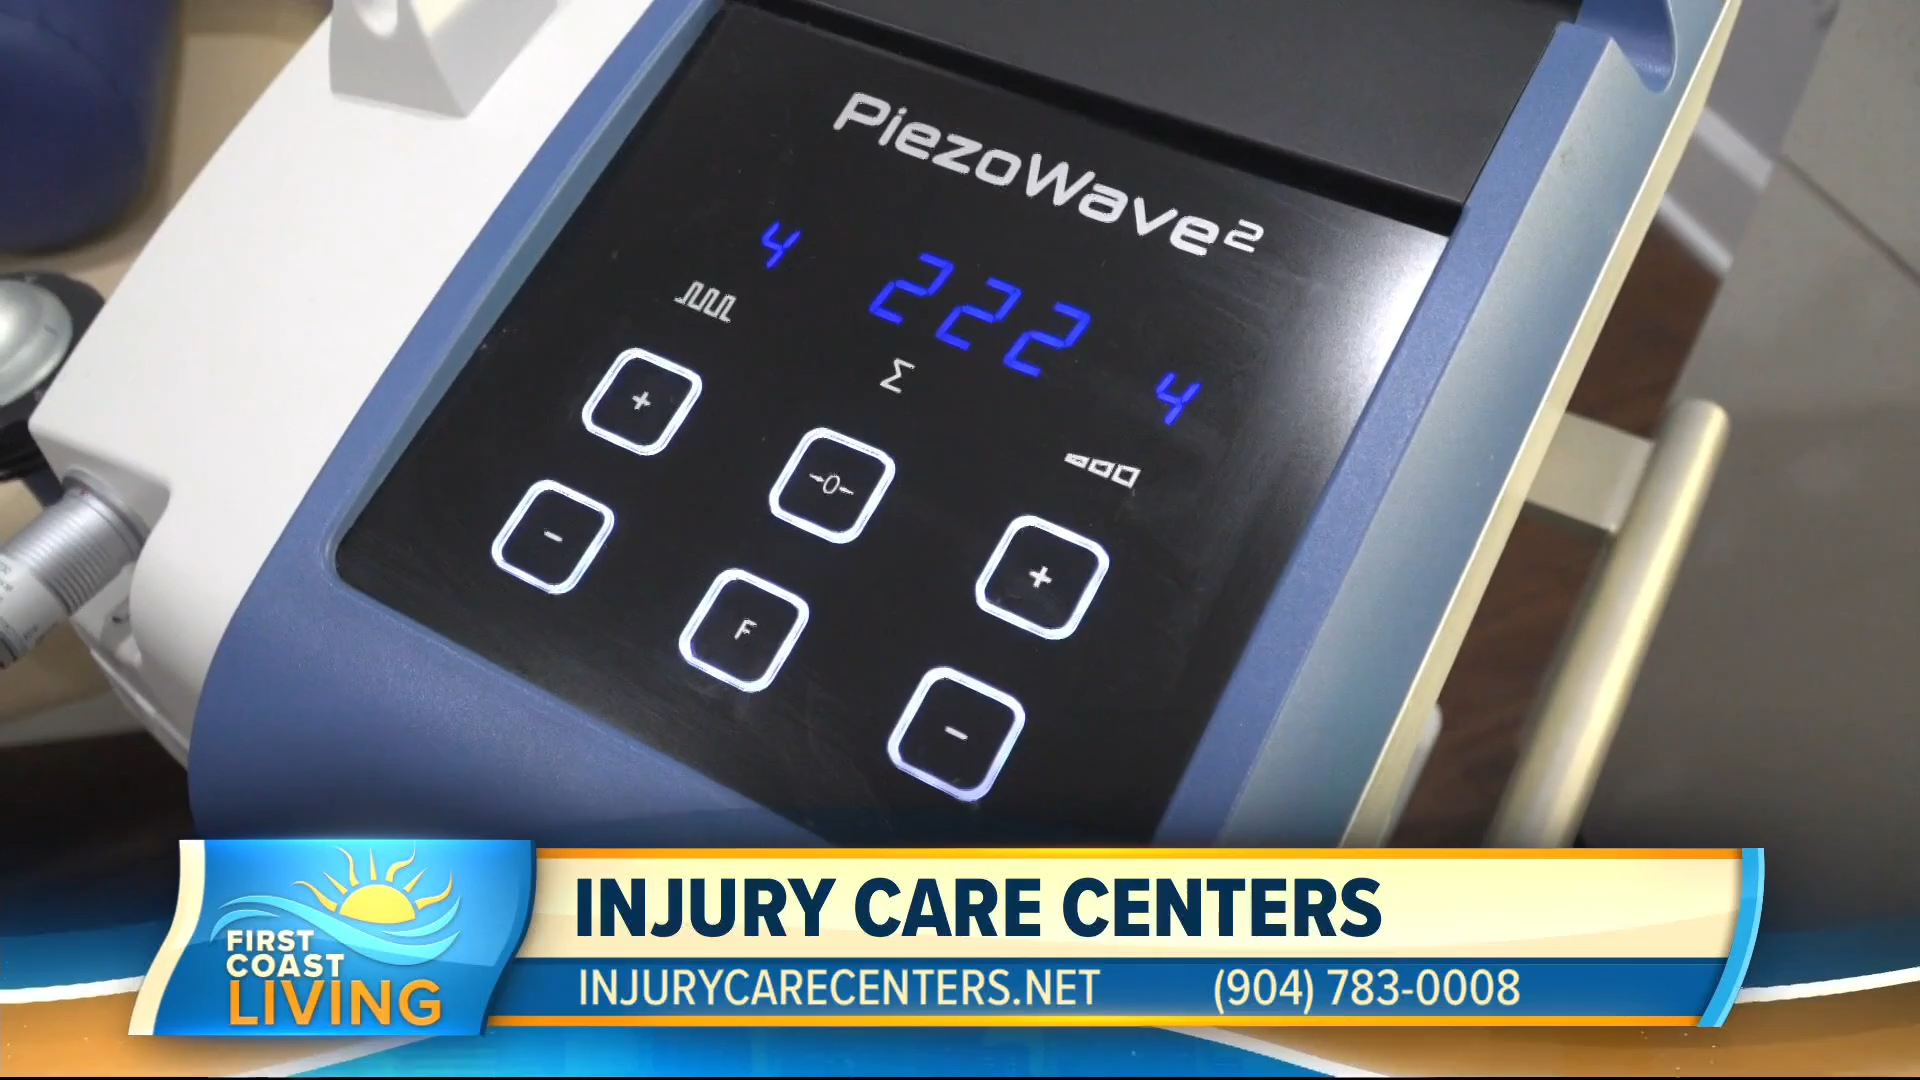 PiezoWave²
4 222 4
Σ
+
→0←
+
-
F
-
INJURY CARE CENTERS
FIRST
COAST
LIVING
INJURYCARECENTERS.NET (904) 783-0008